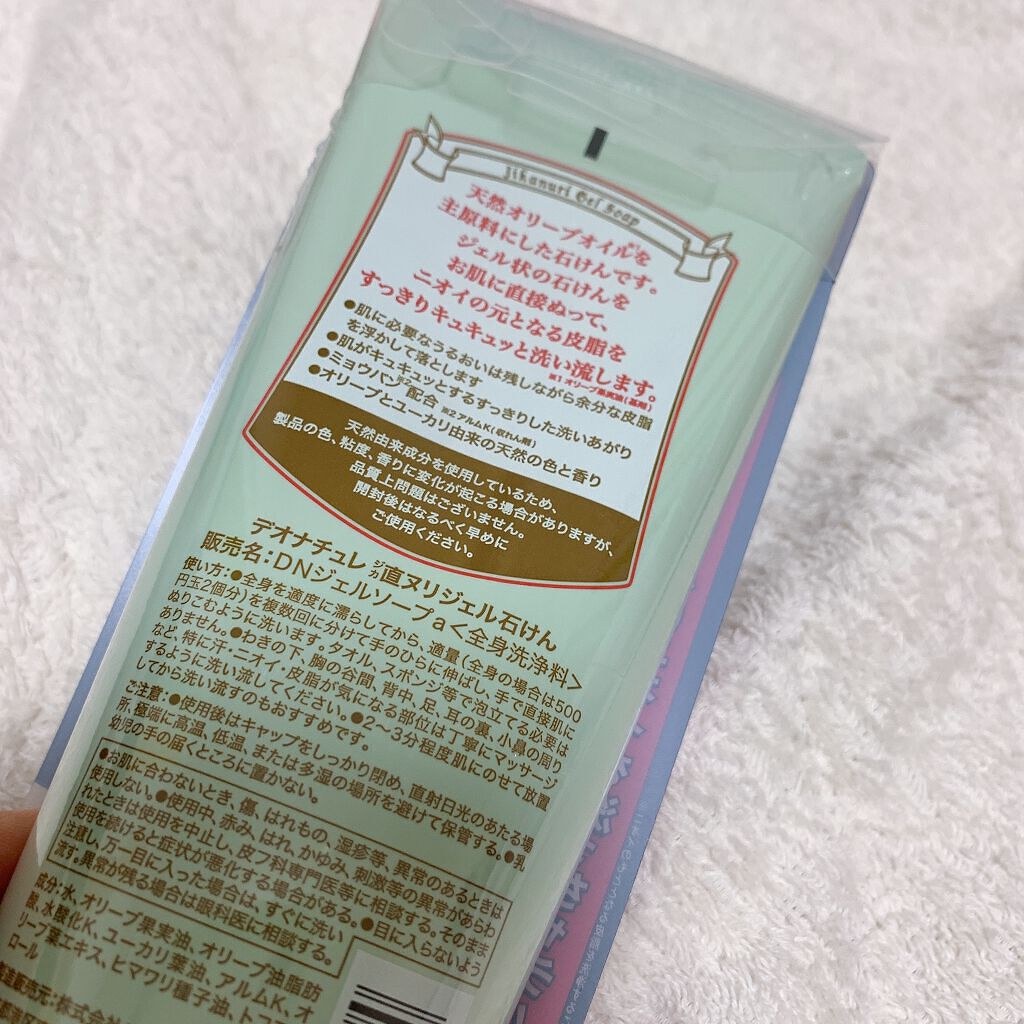 Jikanuri Gel Soap
天然オリーブオイルを
主原料にした石けんです。
ジェル状の石けんを
お肌に直接ぬって、
ニオイの元となる皮脂を
すっきりキュキュッと洗い流します。
※1 オリーブ果実油(基剤)
●肌に必要なうるおいは残しながら余分な皮脂
を浮かして落とします
●肌がキュキュッとするすっきりした洗いあがり
●ミョウバン※2配合 ※2 アルムK(収れん剤)
●オリーブとユーカリ由来の天然の色と香り
天然由来成分を使用しているため、
製品の色、粘度、香りに変化が起こる場合がありますが、
品質上問題はございません。
開封後はなるべく早めに
ご使用ください。
デオナチュレ 直ヌリジェル石けん
ジカ
販売名:DNジェルソープa<全身洗浄料>
使い方:●全身を適度に濡らしてから、適量(全身の場合は500
円玉2個分)を複数回に分けて手のひらに伸ばし、手で直接肌に
ぬりこむように洗います。タオル、スポンジ等で泡立てる必要は
ありません。●わきの下、胸の谷間、背中、足、耳の裏、小鼻の周り
など、特に汗・ニオイ・皮脂が気になる部位は丁寧にマッサージ
するように洗い流してください。●2~3分程度肌にのせて放置
してから洗い流すのもおすすめです。
ご注意:●使用後はキャップをしっかり閉め、直射日光のあたる場
所、極端に高温、低温、または多湿の場所を避けて保管する。●乳
幼児の手の届くところに置かない。
●お肌に合わないとき、傷、はれもの、湿疹等、異常のあるときは
使用しない。●使用中、赤み、はれ、かゆみ、刺激等の異常があらわ
れたときは使用を中止し、皮フ科専門医等に相談する。そのまま
使用を続けると症状が悪化する場合がある。●目に入らないよう
注意し、万一目に入った場合は、すぐに洗い
流す。異常が残る場合は眼科医に相談する。
成分:水、オリーブ果実油、オリーブ油脂肪
酸、水酸化K、ユーカリ葉油、アルムK、オ
リーブ葉エキス、ヒマワリ種子油、トコフェ
ロール
製造販売元:株式会社